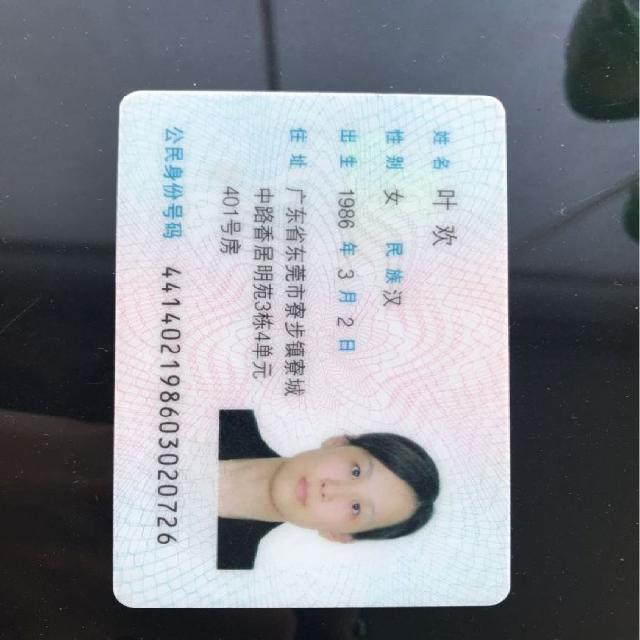 姓名 叶欢
性别 女 民族 汉
出生 1986 年 3 月 2 日
住址 广东省东莞市寮步镇寮城
中路香居明苑3栋4单元
401号房
公民身份号码 441402198603020726